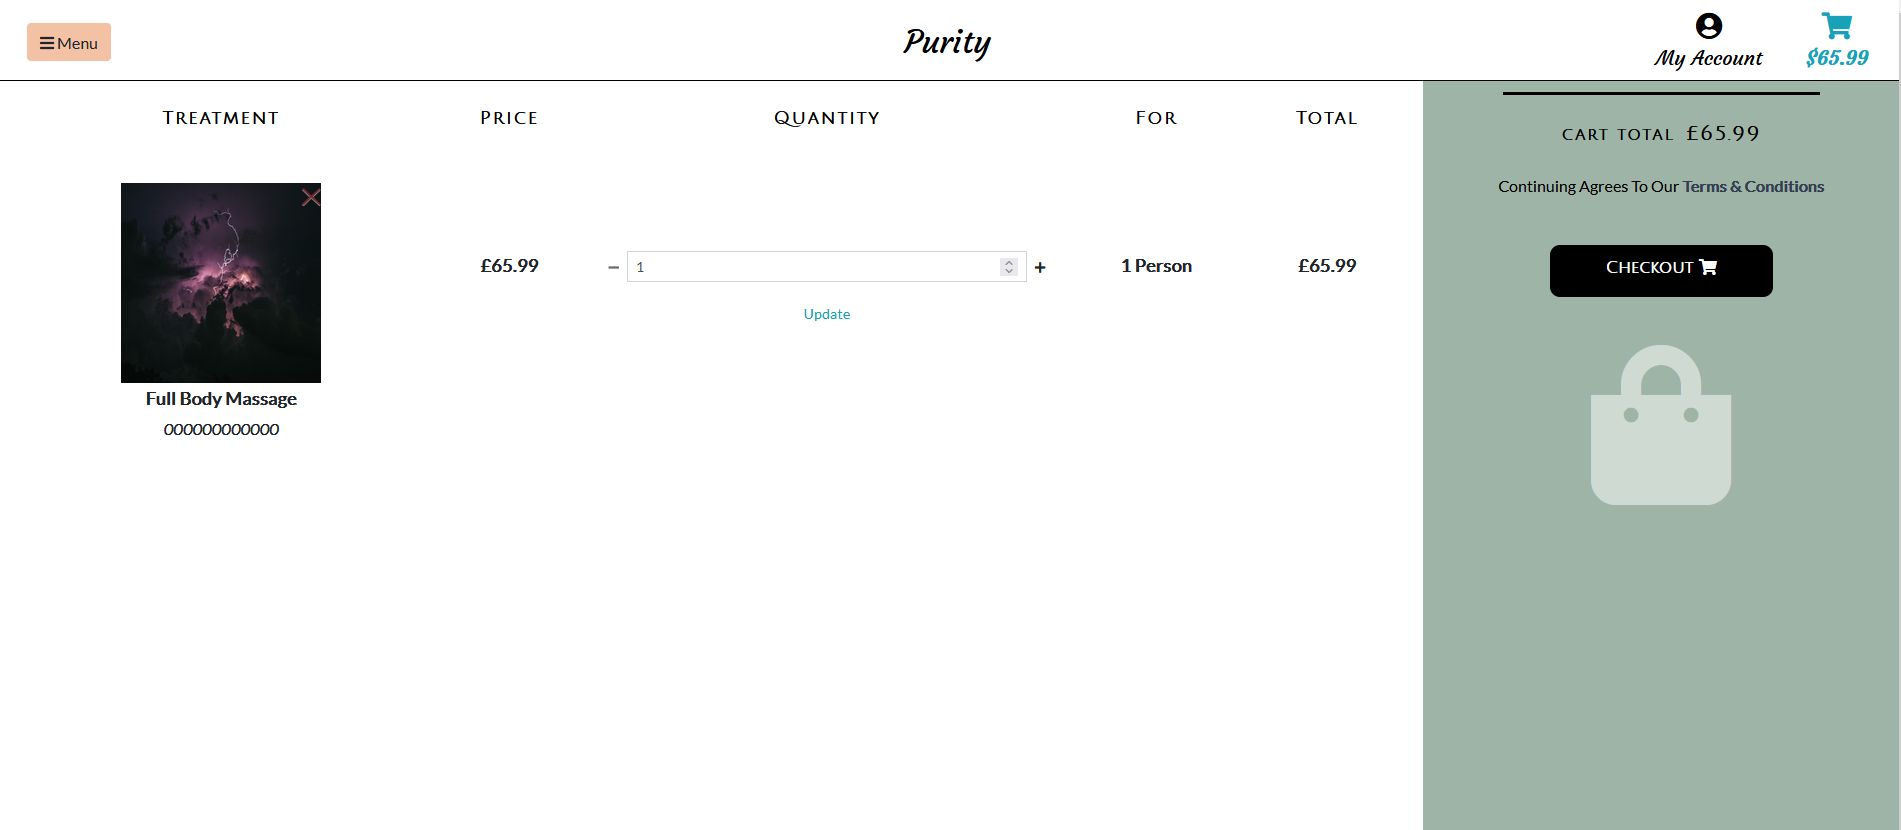 Menu
Purity
My Account
$65.99
Treatment
Price
Quantity
For
Total
CART TOTAL £65.99
Continuing Agrees To Our Terms & Conditions
Checkout
£65.99
1
1 Person
£65.99
Update
Full Body Massage
000000000000